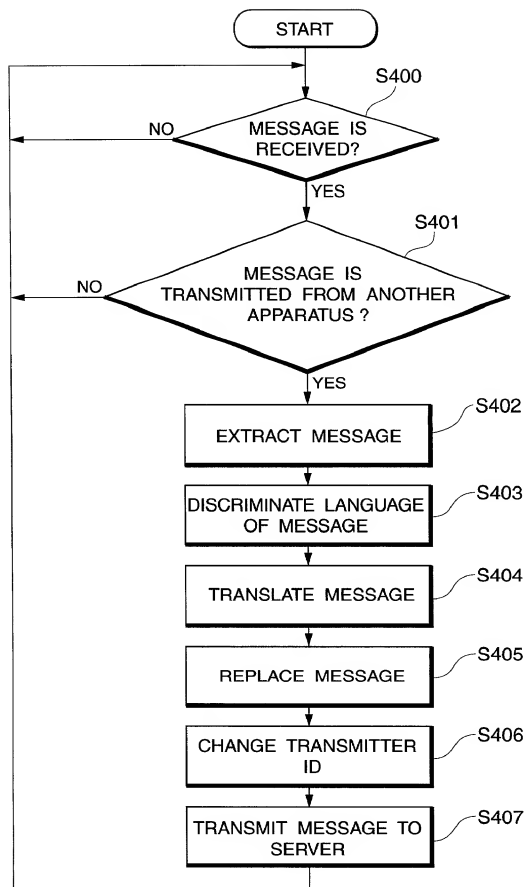 START
S400
NO
MESSAGE IS
RECEIVED?
YES
S401
NO
MESSAGE IS
TRANSMITTED FROM ANOTHER
APPARATUS ?
YES
S402
EXTRACT MESSAGE
S403
DISCRIMINATE LANGUAGE
OF MESSAGE
S404
TRANSLATE MESSAGE
S405
REPLACE MESSAGE
S406
CHANGE TRANSMITTER
ID
S407
TRANSMIT MESSAGE TO
SERVER